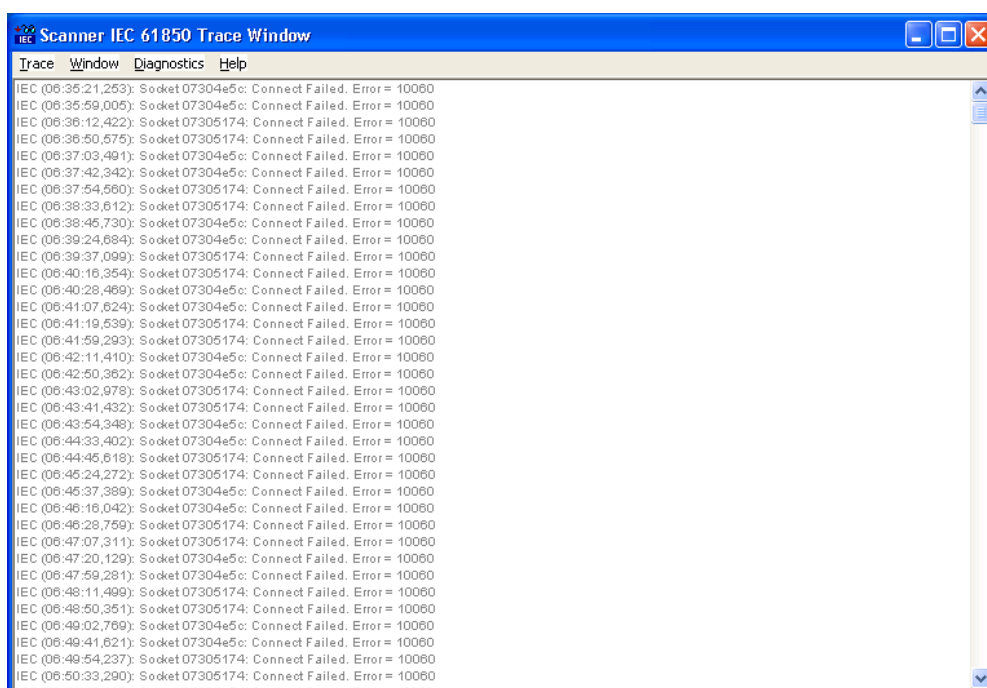 IEC Scanner IEC 61850 Trace Window
Trace Window Diagnostics Help
IEC (06:35:21,253): Socket 07304e5c: Connect Failed. Error = 10060
IEC (06:35:59,005): Socket 07304e5c: Connect Failed. Error = 10060
IEC (06:36:12,422): Socket 07305174: Connect Failed. Error = 10060
IEC (06:36:50,575): Socket 07305174: Connect Failed. Error = 10060
IEC (06:37:03,491): Socket 07304e5c: Connect Failed. Error = 10060
IEC (06:37:42,342): Socket 07304e5c: Connect Failed. Error = 10060
IEC (06:37:54,560): Socket 07305174: Connect Failed. Error = 10060
IEC (06:38:33,612): Socket 07304e5c: Connect Failed. Error = 10060
IEC (06:38:45,730): Socket 07305174: Connect Failed. Error = 10060
IEC (06:39:24,684): Socket 07304e5c: Connect Failed. Error = 10060
IEC (06:39:37,099): Socket 07304e5c: Connect Failed. Error = 10060
IEC (06:40:16,354): Socket 07305174: Connect Failed. Error = 10060
IEC (06:40:28,469): Socket 07304e5c: Connect Failed. Error = 10060
IEC (06:41:07,624): Socket 07304e5c: Connect Failed. Error = 10060
IEC (06:41:19,539): Socket 07305174: Connect Failed. Error = 10060
IEC (06:41:59,293): Socket 07305174: Connect Failed. Error = 10060
IEC (06:42:11,410): Socket 07304e5c: Connect Failed. Error = 10060
IEC (06:42:50,362): Socket 07304e5c: Connect Failed. Error = 10060
IEC (06:43:02,978): Socket 07305174: Connect Failed. Error = 10060
IEC (06:43:41,432): Socket 07305174: Connect Failed. Error = 10060
IEC (06:43:54,348): Socket 07304e5c: Connect Failed. Error = 10060
IEC (06:44:33,402): Socket 07305174: Connect Failed. Error = 10060
IEC (06:44:45,618): Socket 07304e5c: Connect Failed. Error = 10060
IEC (06:45:24,272): Socket 07305174: Connect Failed. Error = 10060
IEC (06:45:37,389): Socket 07304e5c: Connect Failed. Error = 10060
IEC (06:46:16,042): Socket 07304e5c: Connect Failed. Error = 10060
IEC (06:46:28,759): Socket 07305174: Connect Failed. Error = 10060
IEC (06:47:07,311): Socket 07305174: Connect Failed. Error = 10060
IEC (06:47:20,129): Socket 07304e5c: Connect Failed. Error = 10060
IEC (06:47:59,281): Socket 07304e5c: Connect Failed. Error = 10060
IEC (06:48:11,499): Socket 07305174: Connect Failed. Error = 10060
IEC (06:48:50,351): Socket 07305174: Connect Failed. Error = 10060
IEC (06:49:02,769): Socket 07304e5c: Connect Failed. Error = 10060
IEC (06:49:41,621): Socket 07304e5c: Connect Failed. Error = 10060
IEC (06:49:54,237): Socket 07305174: Connect Failed. Error = 10060
IEC (06:50:33,290): Socket 07305174: Connect Failed. Error = 10060